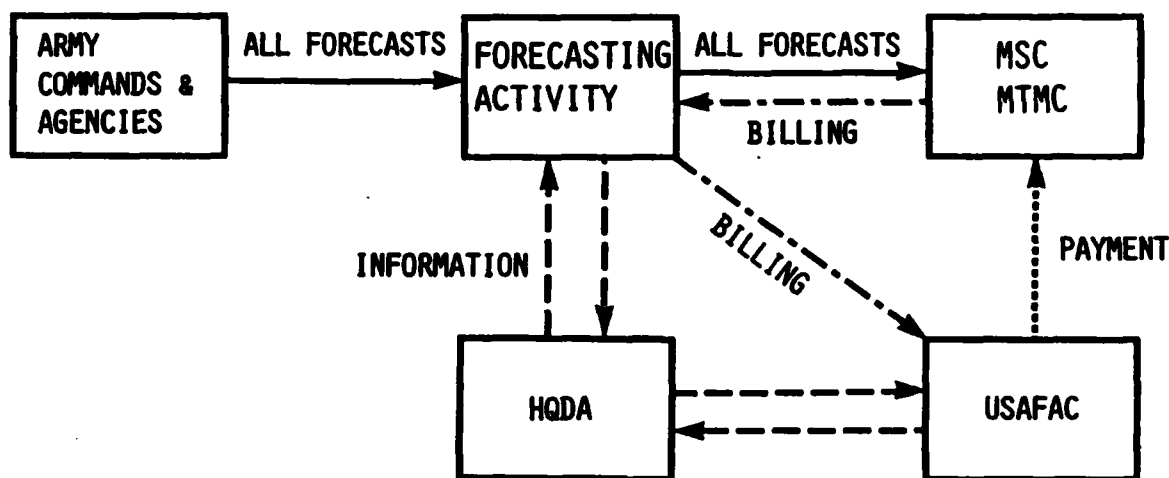 ARMY
COMMANDS &
AGENCIES
ALL FORECASTS
FORECASTING
ACTIVITY
ALL FORECASTS
BILLING
MSC
MTMC
INFORMATION
BILLING
PAYMENT
HQDA
USAFAC